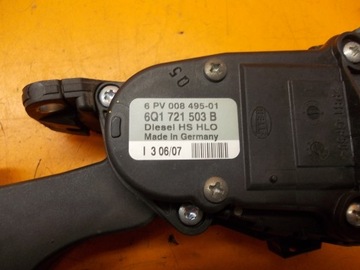 6 PV 008 495-01
6Q1 721 503 B
Diesel HS HLO
Made in Germany
I 3 06/07